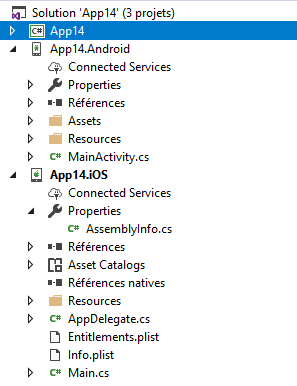 Solution 'App14' (3 projets)
C# App14
App14.Android
Connected Services
Properties
Références
Assets
Resources
C# MainActivity.cs
App14.iOS
Connected Services
Properties
C# AssemblyInfo.cs
Références
Asset Catalogs
Références natives
Resources
C# AppDelegate.cs
Entitlements.plist
Info.plist
C# Main.cs